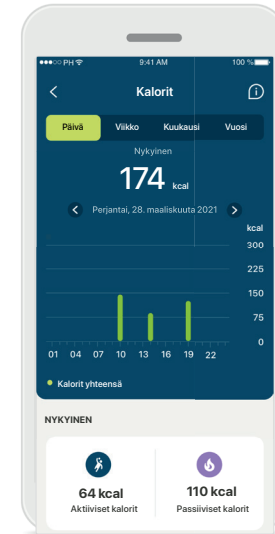 ●●●○○ PH 9:41 AM 100 %
Kalorit
Päivä Viikko Kuukausi Vuosi
Nykyinen
174 kcal
Perjantai, 28. maaliskuuta 2021
kcal
300
225
150
75
0
01 04 07 10 13 16 19 22
Kalorit yhteensä
NYKYINEN
64 kcal 110 kcal
Aktiiviset kalorit Passiiviset kalorit